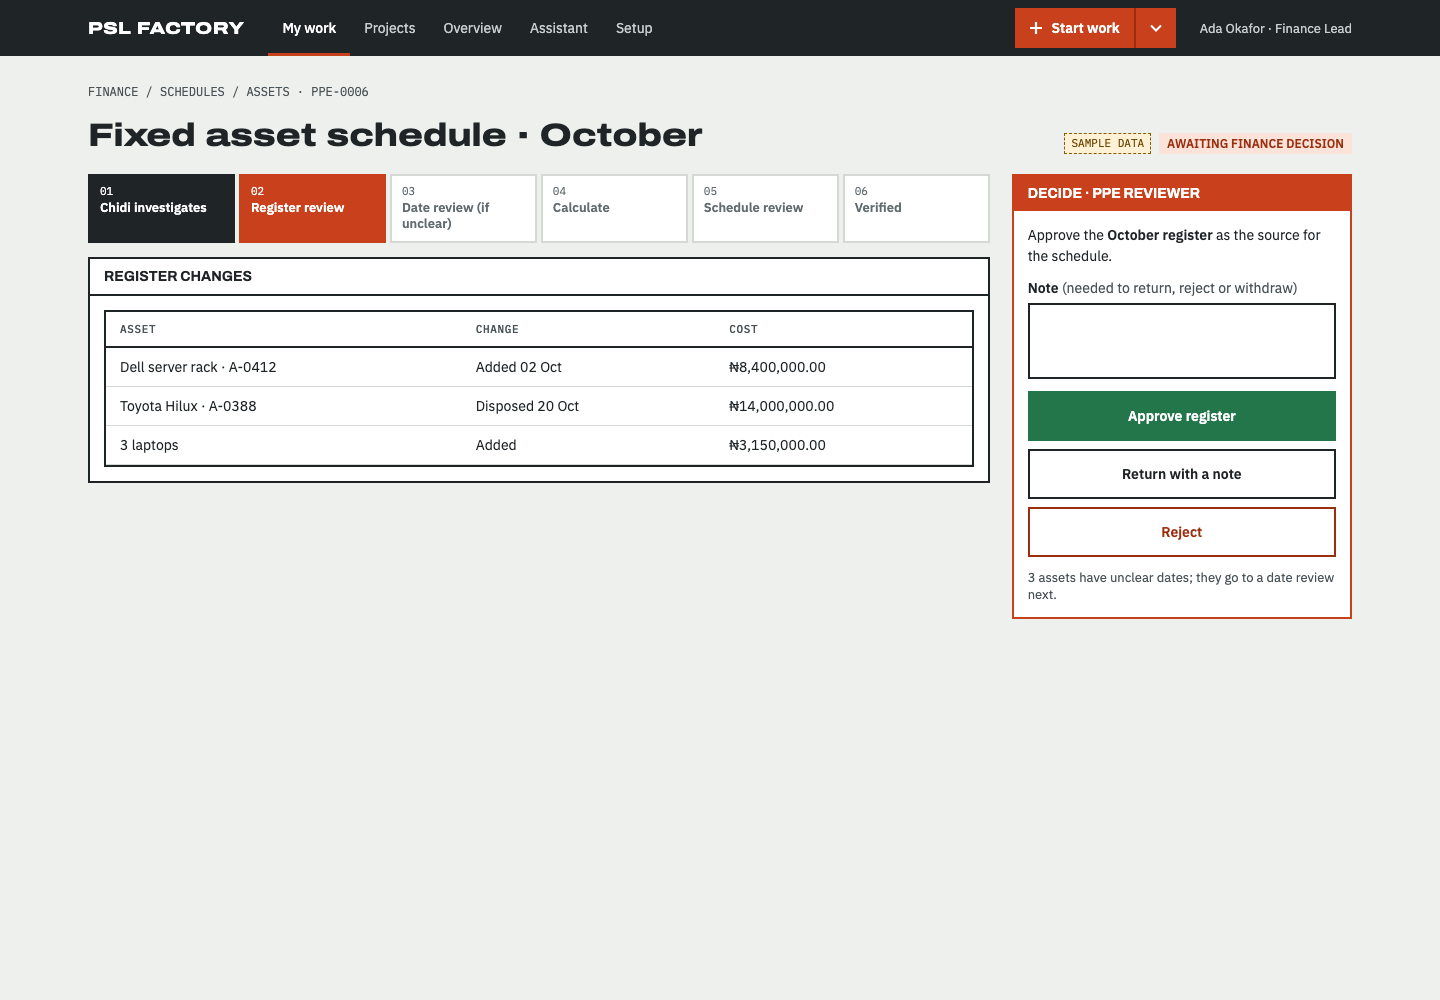 PSL FACTORY
My work
Projects
Overview
Assistant
Setup
+ Start work
Ada Okafor · Finance Lead
FINANCE / SCHEDULES / ASSETS · PPE-0006
Fixed asset schedule · October
SAMPLE DATA
AWAITING FINANCE DECISION
01
Chidi investigates
02
Register review
03
Date review (if
unclear)
04
Calculate
05
Schedule review
06
Verified
REGISTER CHANGES
ASSET CHANGE COST
Dell server rack · A-0412 Added 02 Oct ₦8,400,000.00
Toyota Hilux · A-0388 Disposed 20 Oct ₦14,000,000.00
3 laptops Added ₦3,150,000.00
DECIDE · PPE REVIEWER
Approve the October register as the source for
the schedule.
Note (needed to return, reject or withdraw)
Approve register
Return with a note
Reject
3 assets have unclear dates; they go to a date review
next.